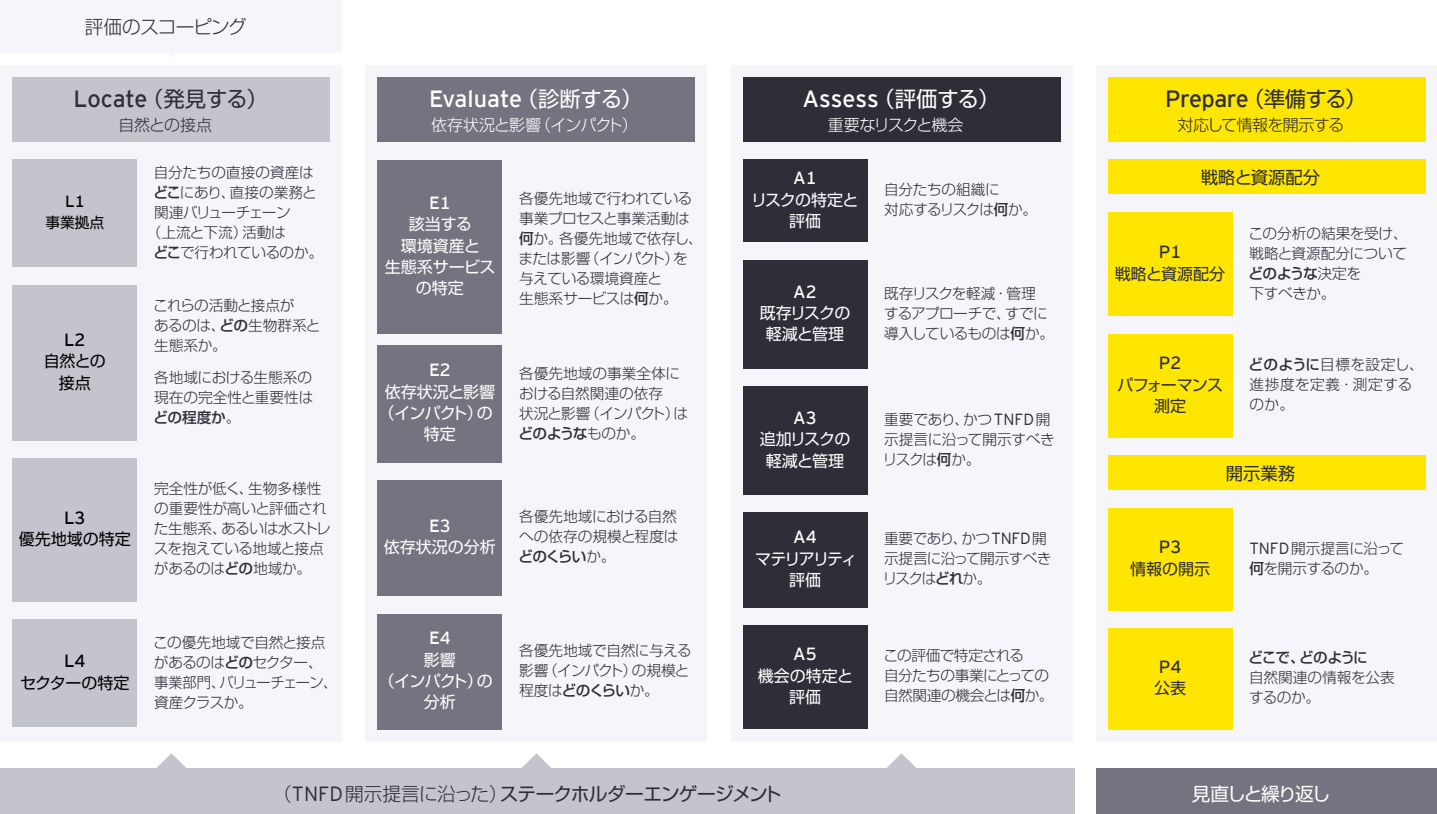 評価のスコーピング
Locate（発見する）
自然との接点
L1
事業拠点
自分たちの直接の資産は
どこにあり、直接の業務と
関連バリューチェーン
（上流と下流）活動は
どこで行われているのか。
L2
自然との
接点
これらの活動と接点が
あるのは、どの生物群系と
生態系か。
各地域における生態系の
現在の完全性と重要性は
どの程度か。
L3
優先地域の特定
完全性が低く、生物多様性
の重要性が高いと評価され
た生態系、あるいは水ストレ
スを抱えている地域と接点
があるのはどの地域か。
L4
セクターの特定
この優先地域で自然と接点
があるのはどのセクター、
事業部門、バリューチェーン、
資産クラスか。
Evaluate（診断する）
依存状況と影響（インパクト）
E1
該当する
環境資産と
生態系サービス
の特定
各優先地域で行われている
事業プロセスと事業活動は
何か。各優先地域で依存し、
または影響（インパクト）を
与えている環境資産と
生態系サービスは何か。
E2
依存状況と影響
（インパクト）の
特定
各優先地域の事業全体に
おける自然関連の依存
状況と影響（インパクト）は
どのようなものか。
E3
依存状況の分析
各優先地域における自然
への依存の規模と程度は
どのくらいか。
E4
影響
（インパクト）の
分析
各優先地域で自然に与える
影響（インパクト）の規模と
程度はどのくらいか。
Assess（評価する）
重要なリスクと機会
A1
リスクの特定と
評価
自分たちの組織に
対応するリスクは何か。
A2
既存リスクの
軽減と管理
既存リスクを軽減・管理
するアプローチで、すでに
導入しているものは何か。
A3
追加リスクの
軽減と管理
重要であり、かつTNFD開
示提言に沿って開示すべき
リスクは何か。
A4
マテリアリティ
評価
重要であり、かつTNFD開
示提言に沿って開示すべき
リスクはどれか。
A5
機会の特定と
評価
この評価で特定される
自分たちの事業にとっての
自然関連の機会とは何か。
Prepare（準備する）
対応して情報を開示する
戦略と資源配分
P1
戦略と資源配分
この分析の結果を受け、
戦略と資源配分について
どのような決定を
下すべきか。
P2
パフォーマンス
測定
どのように目標を設定し、
進捗度を定義・測定する
のか。
開示業務
P3
情報の開示
TNFD開示提言に沿って
何を開示するのか。
P4
公表
どこで、どのように
自然関連の情報を公表
するのか。
（TNFD開示提言に沿った）ステークホルダーエンゲージメント
見直しと繰り返し